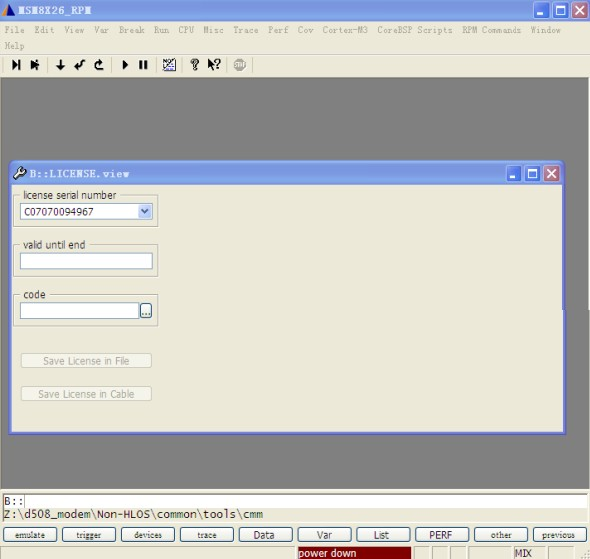 MSM8X26_RPM
File Edit View Var Break Run CPU Misc Trace Perf Cov Cortex-M3 CoreBSP Scripts RPM Commands Window
Help
B::LICENSE.view
license serial number
C07070094967
valid until end
code
...
Save License in File
Save License in Cable
B::
Z:\d508_modem\Non-HLOS\common\tools\cmm
emulate trigger devices trace Data Var List PERF other previous
power down MIX